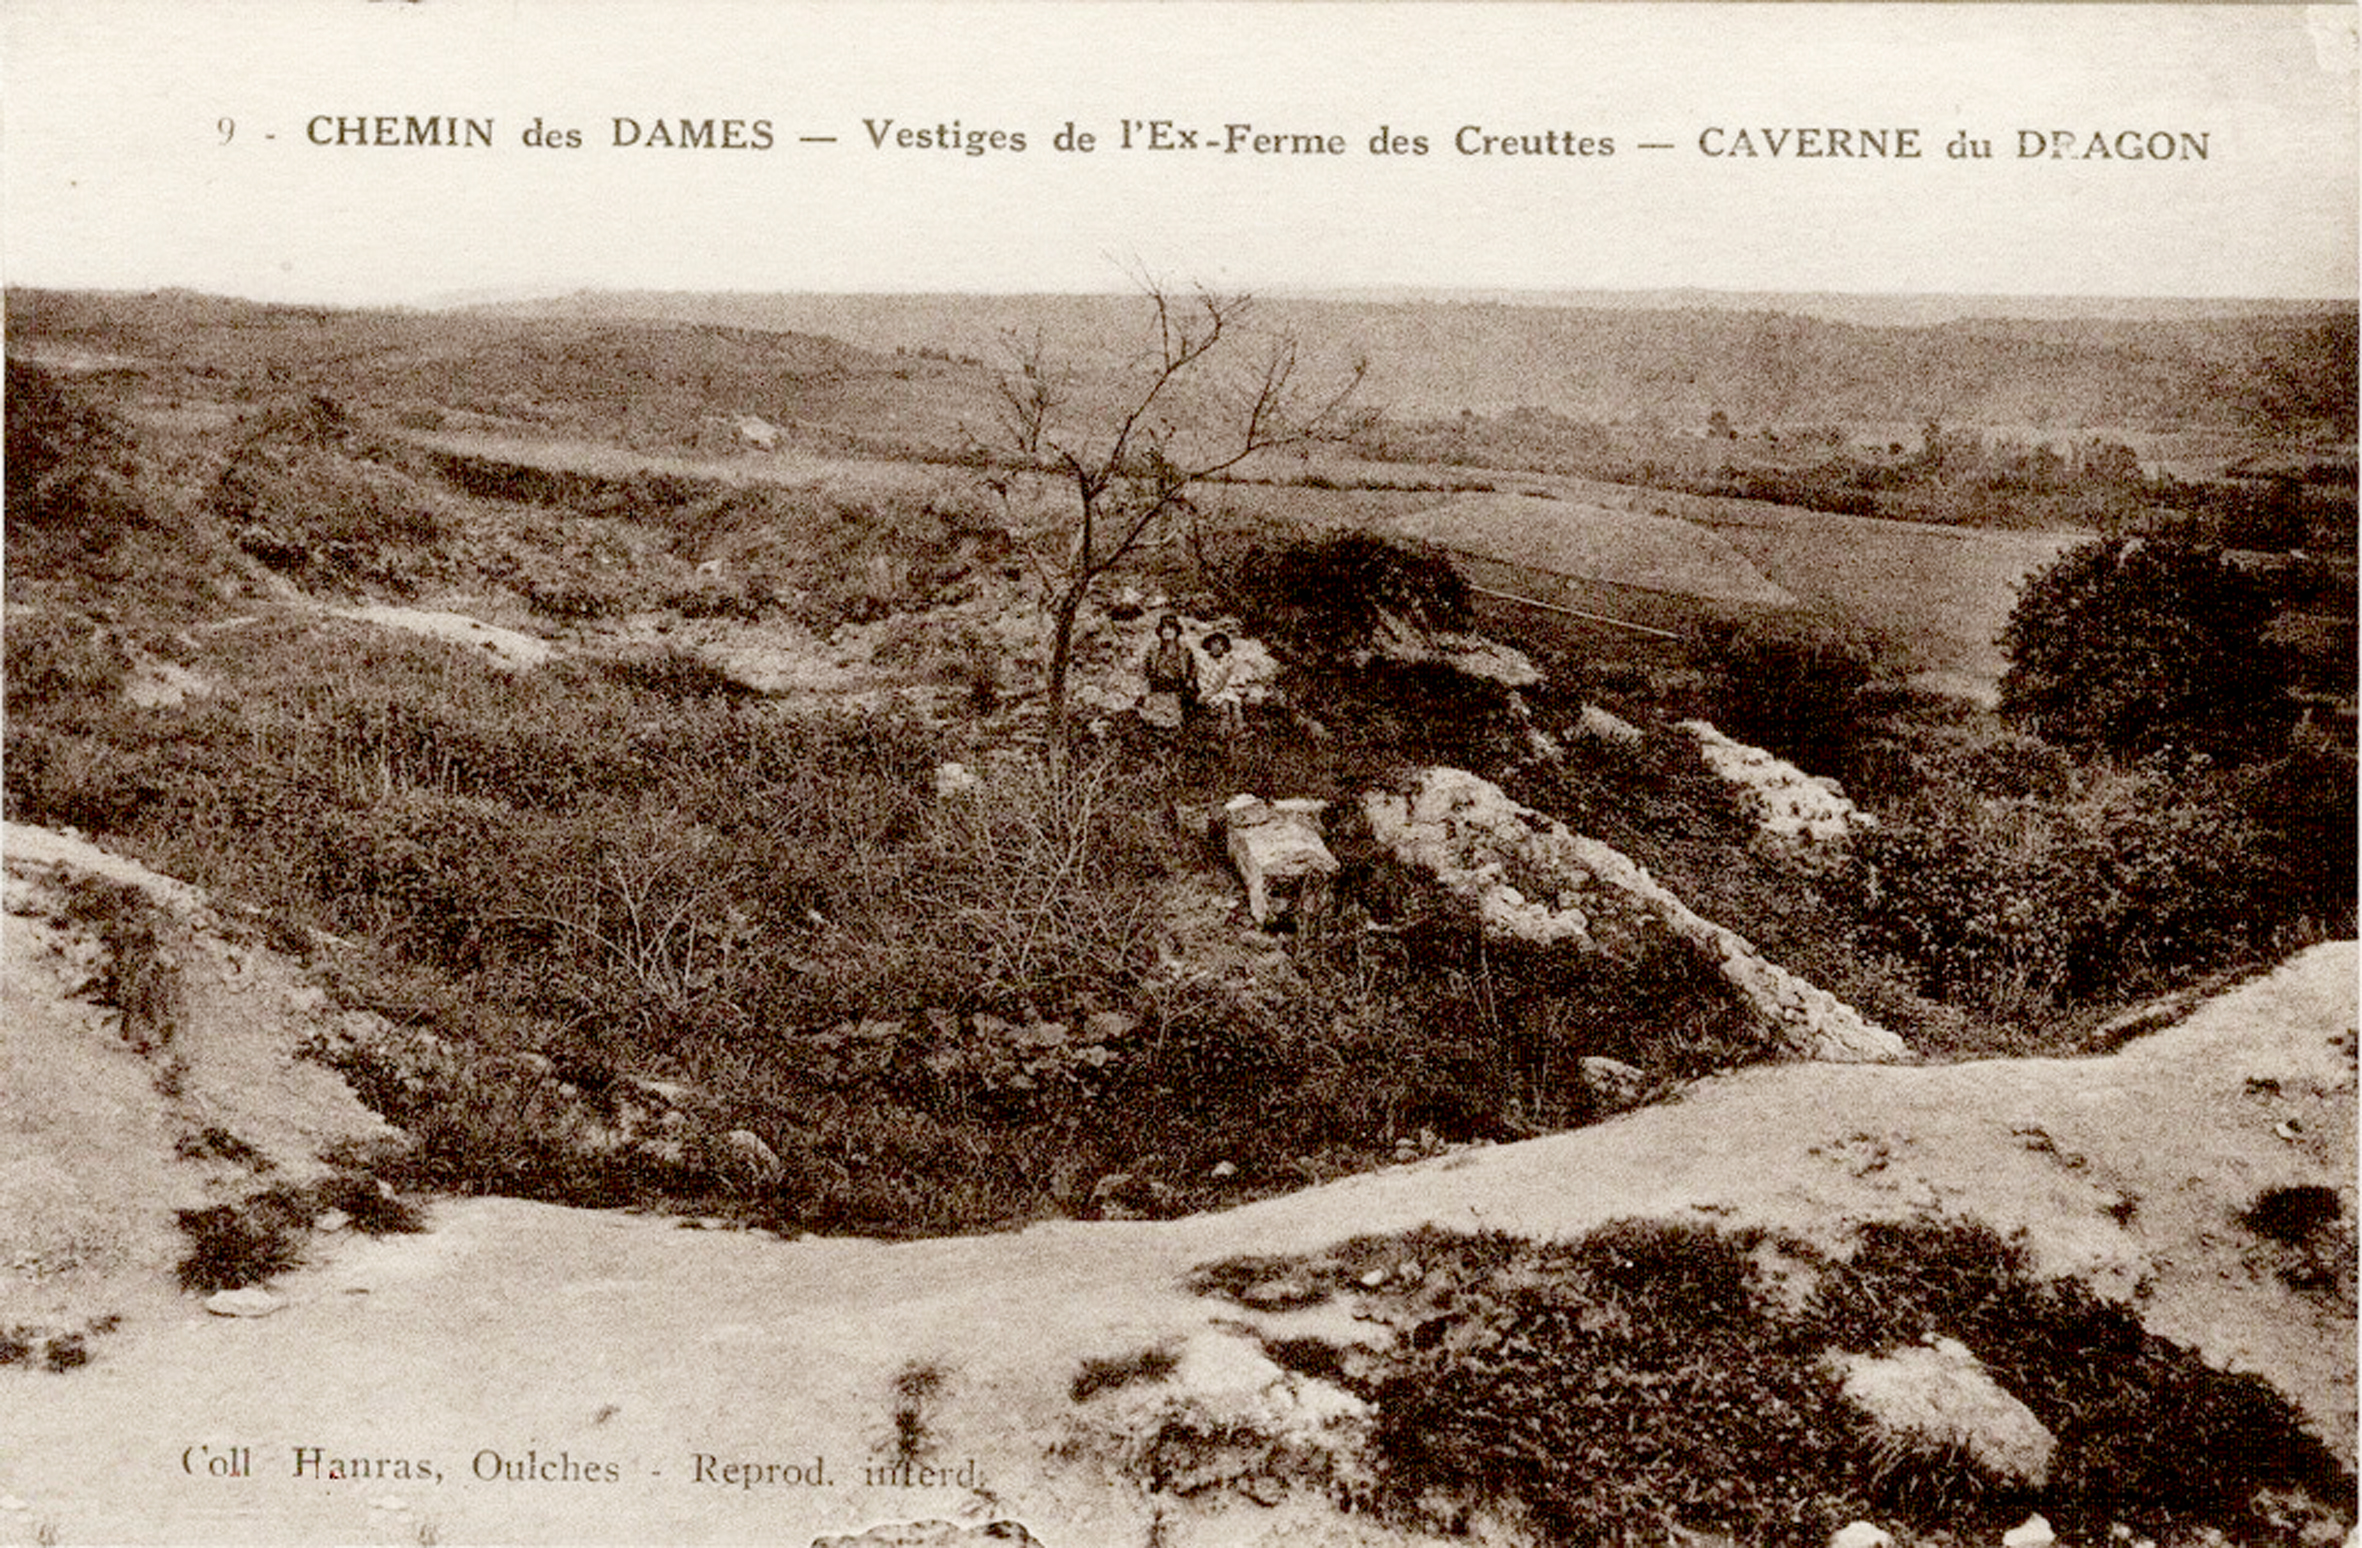 9 - CHEMIN des DAMES — Vestiges de l'Ex-Ferme des Creuttes — CAVERNE du DRAGON
Coll Hanras, Oulches - Reprod. interd.